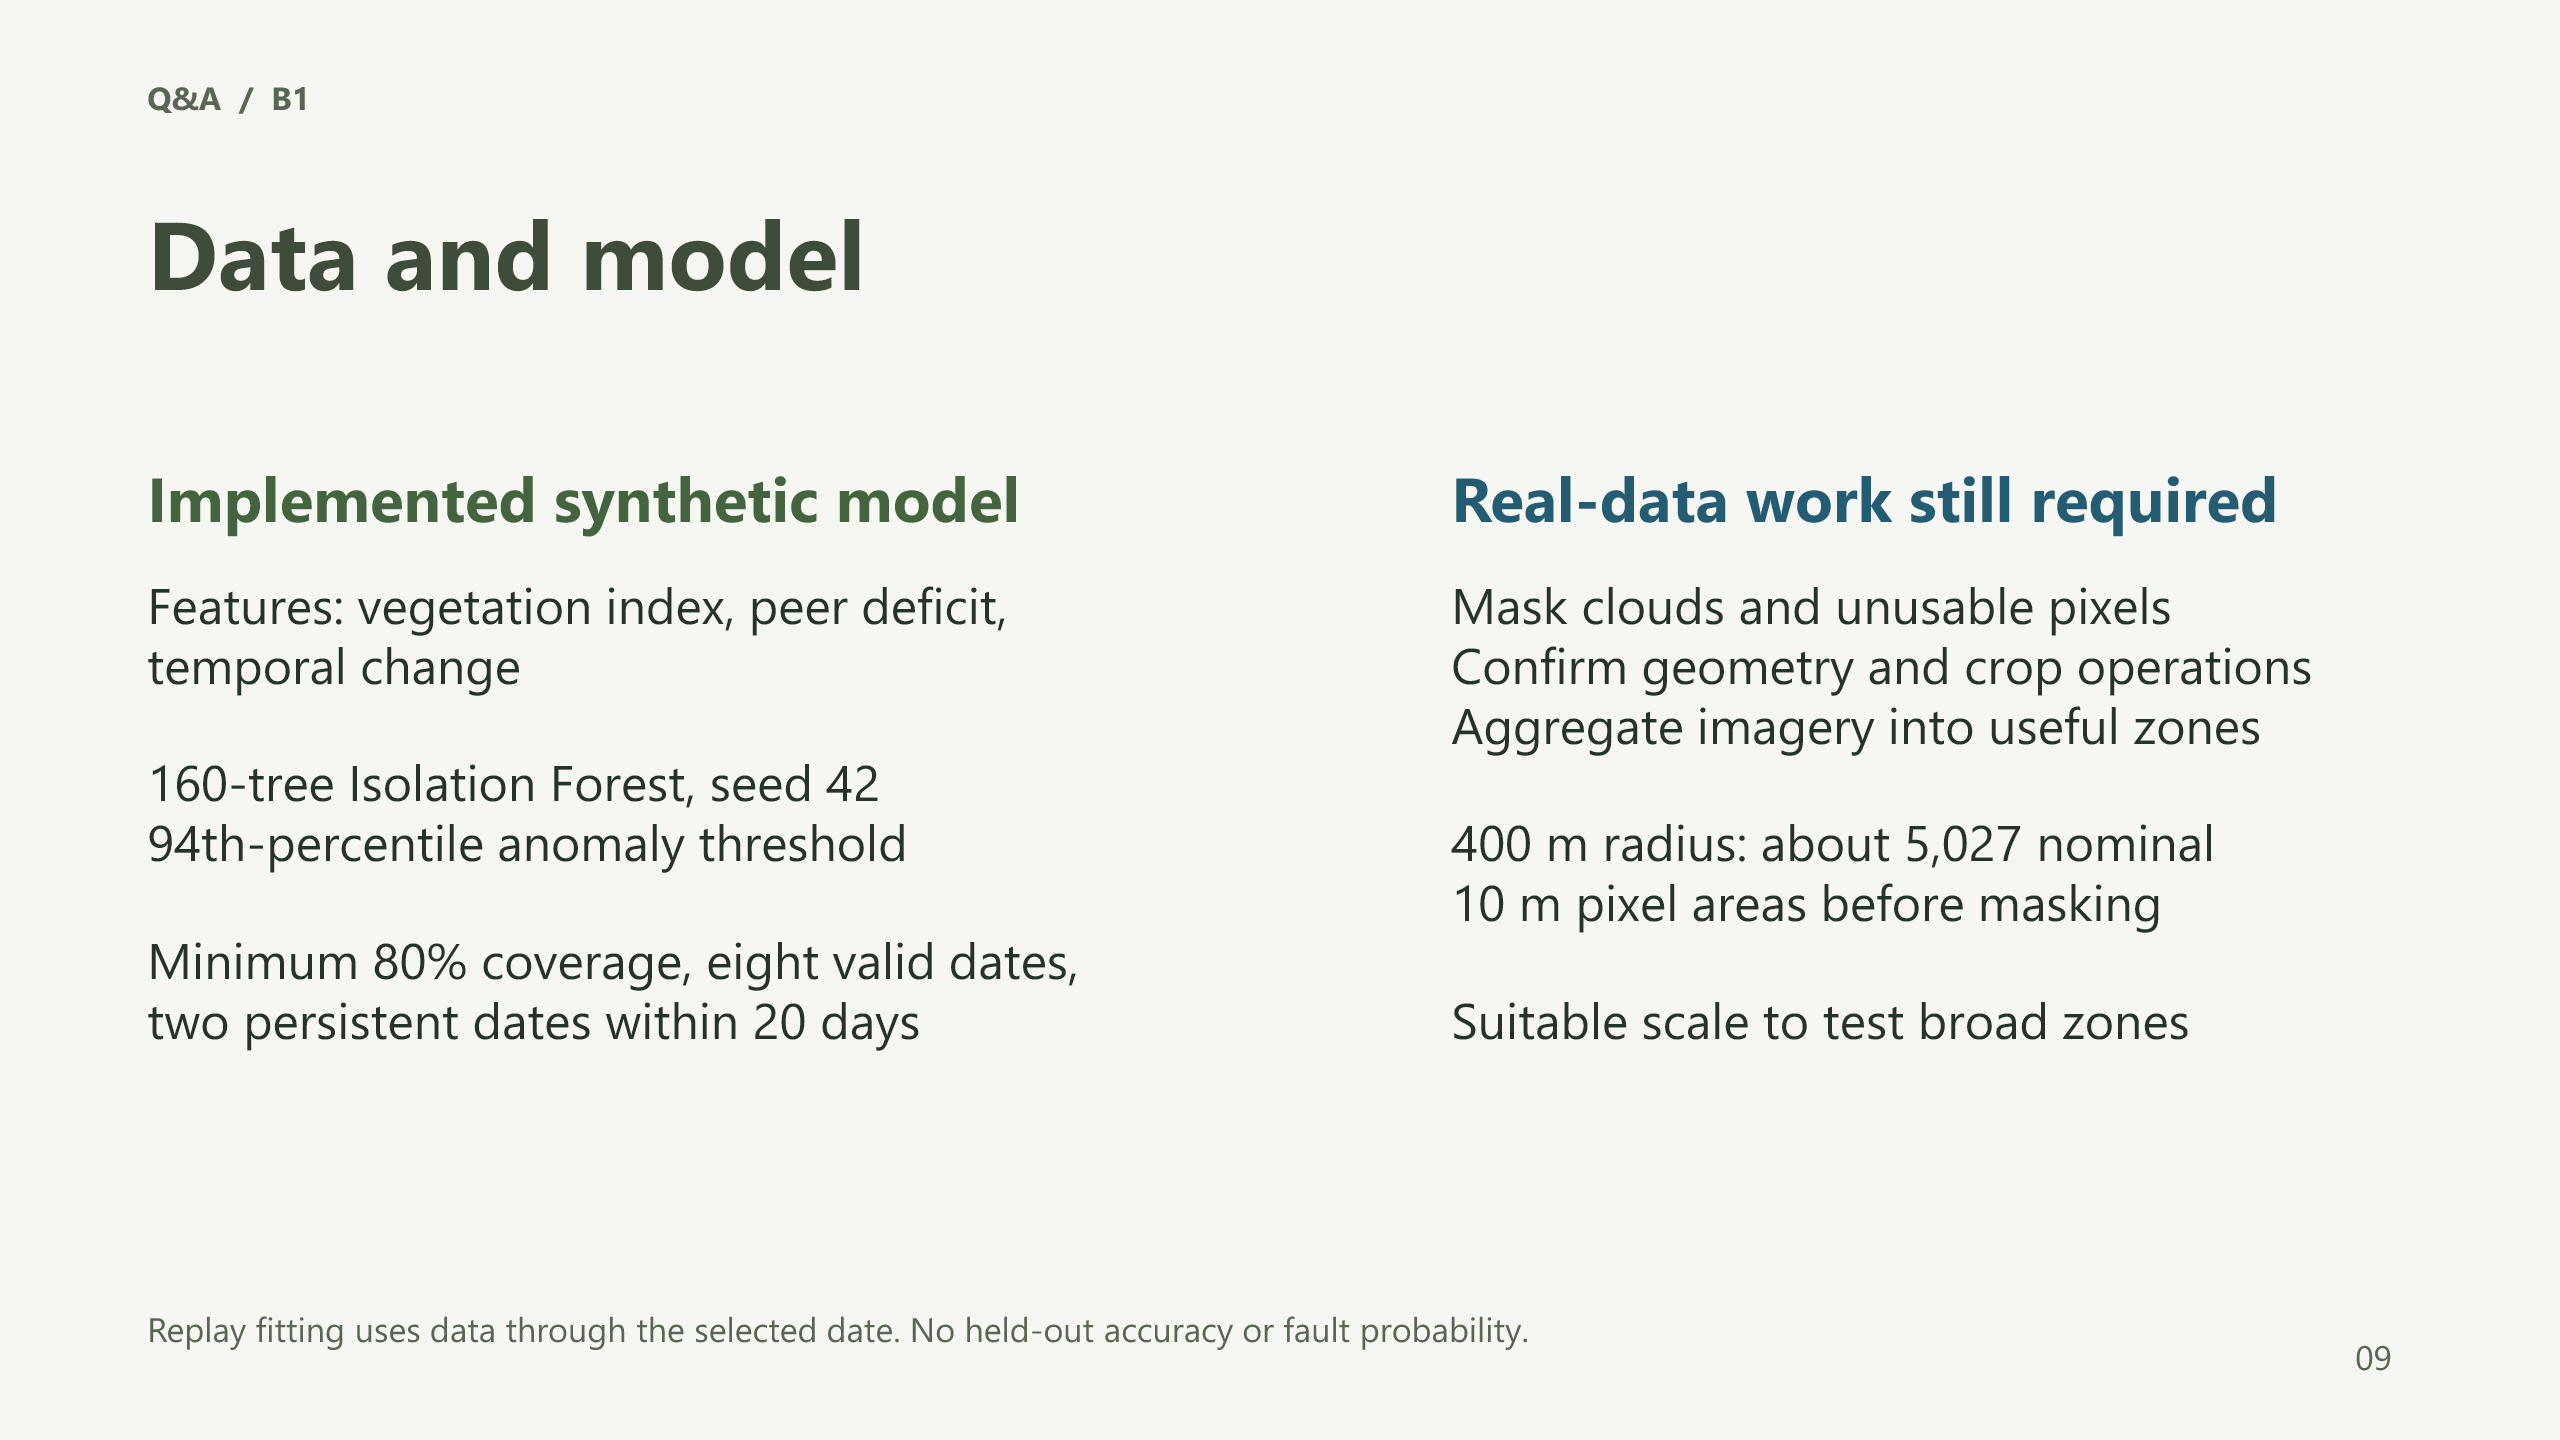 Q&A / B1
Data and model
Implemented synthetic model
Features: vegetation index, peer deficit,
temporal change
160-tree Isolation Forest, seed 42
94th-percentile anomaly threshold
Minimum 80% coverage, eight valid dates,
two persistent dates within 20 days
Real-data work still required
Mask clouds and unusable pixels
Confirm geometry and crop operations
Aggregate imagery into useful zones
400 m radius: about 5,027 nominal
10 m pixel areas before masking
Suitable scale to test broad zones
Replay fitting uses data through the selected date. No held-out accuracy or fault probability.
09